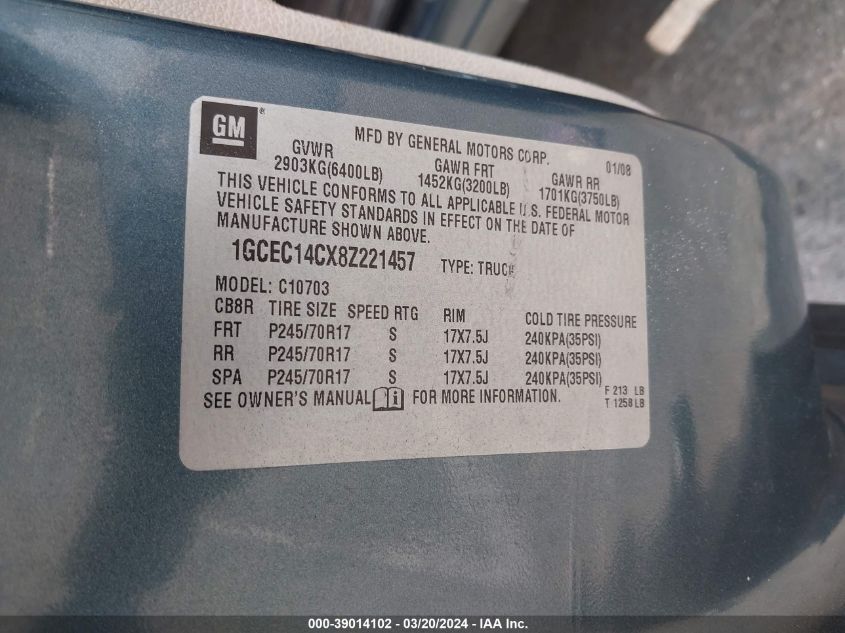 GM ®
MFD BY GENERAL MOTORS CORP. 01/08
GVWR GAWR FRT GAWR RR
2903KG(6400LB) 1452KG(3200LB) 1701KG(3750LB)
THIS VEHICLE CONFORMS TO ALL APPLICABLE U.S. FEDERAL MOTOR
VEHICLE SAFETY STANDARDS IN EFFECT ON THE DATE OF
MANUFACTURE SHOWN ABOVE.
1GCEC14CX8Z221457 TYPE: TRUCK
MODEL: C10703
CB8R TIRE SIZE SPEED RTG RIM COLD TIRE PRESSURE
FRT P245/70R17 S 17X7.5J 240KPA(35PSI)
RR P245/70R17 S 17X7.5J 240KPA(35PSI)
SPA P245/70R17 S 17X7.5J 240KPA(35PSI)
SEE OWNER'S MANUAL i FOR MORE INFORMATION.
F 213 LB
T 1258 LB
000-39014102 — 03/20/2024 — IAA Inc.